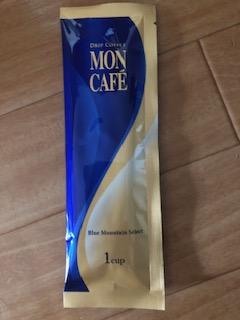 DRIP COFFEE
MON
CAFÉ
Blue Mountain Select
1cup